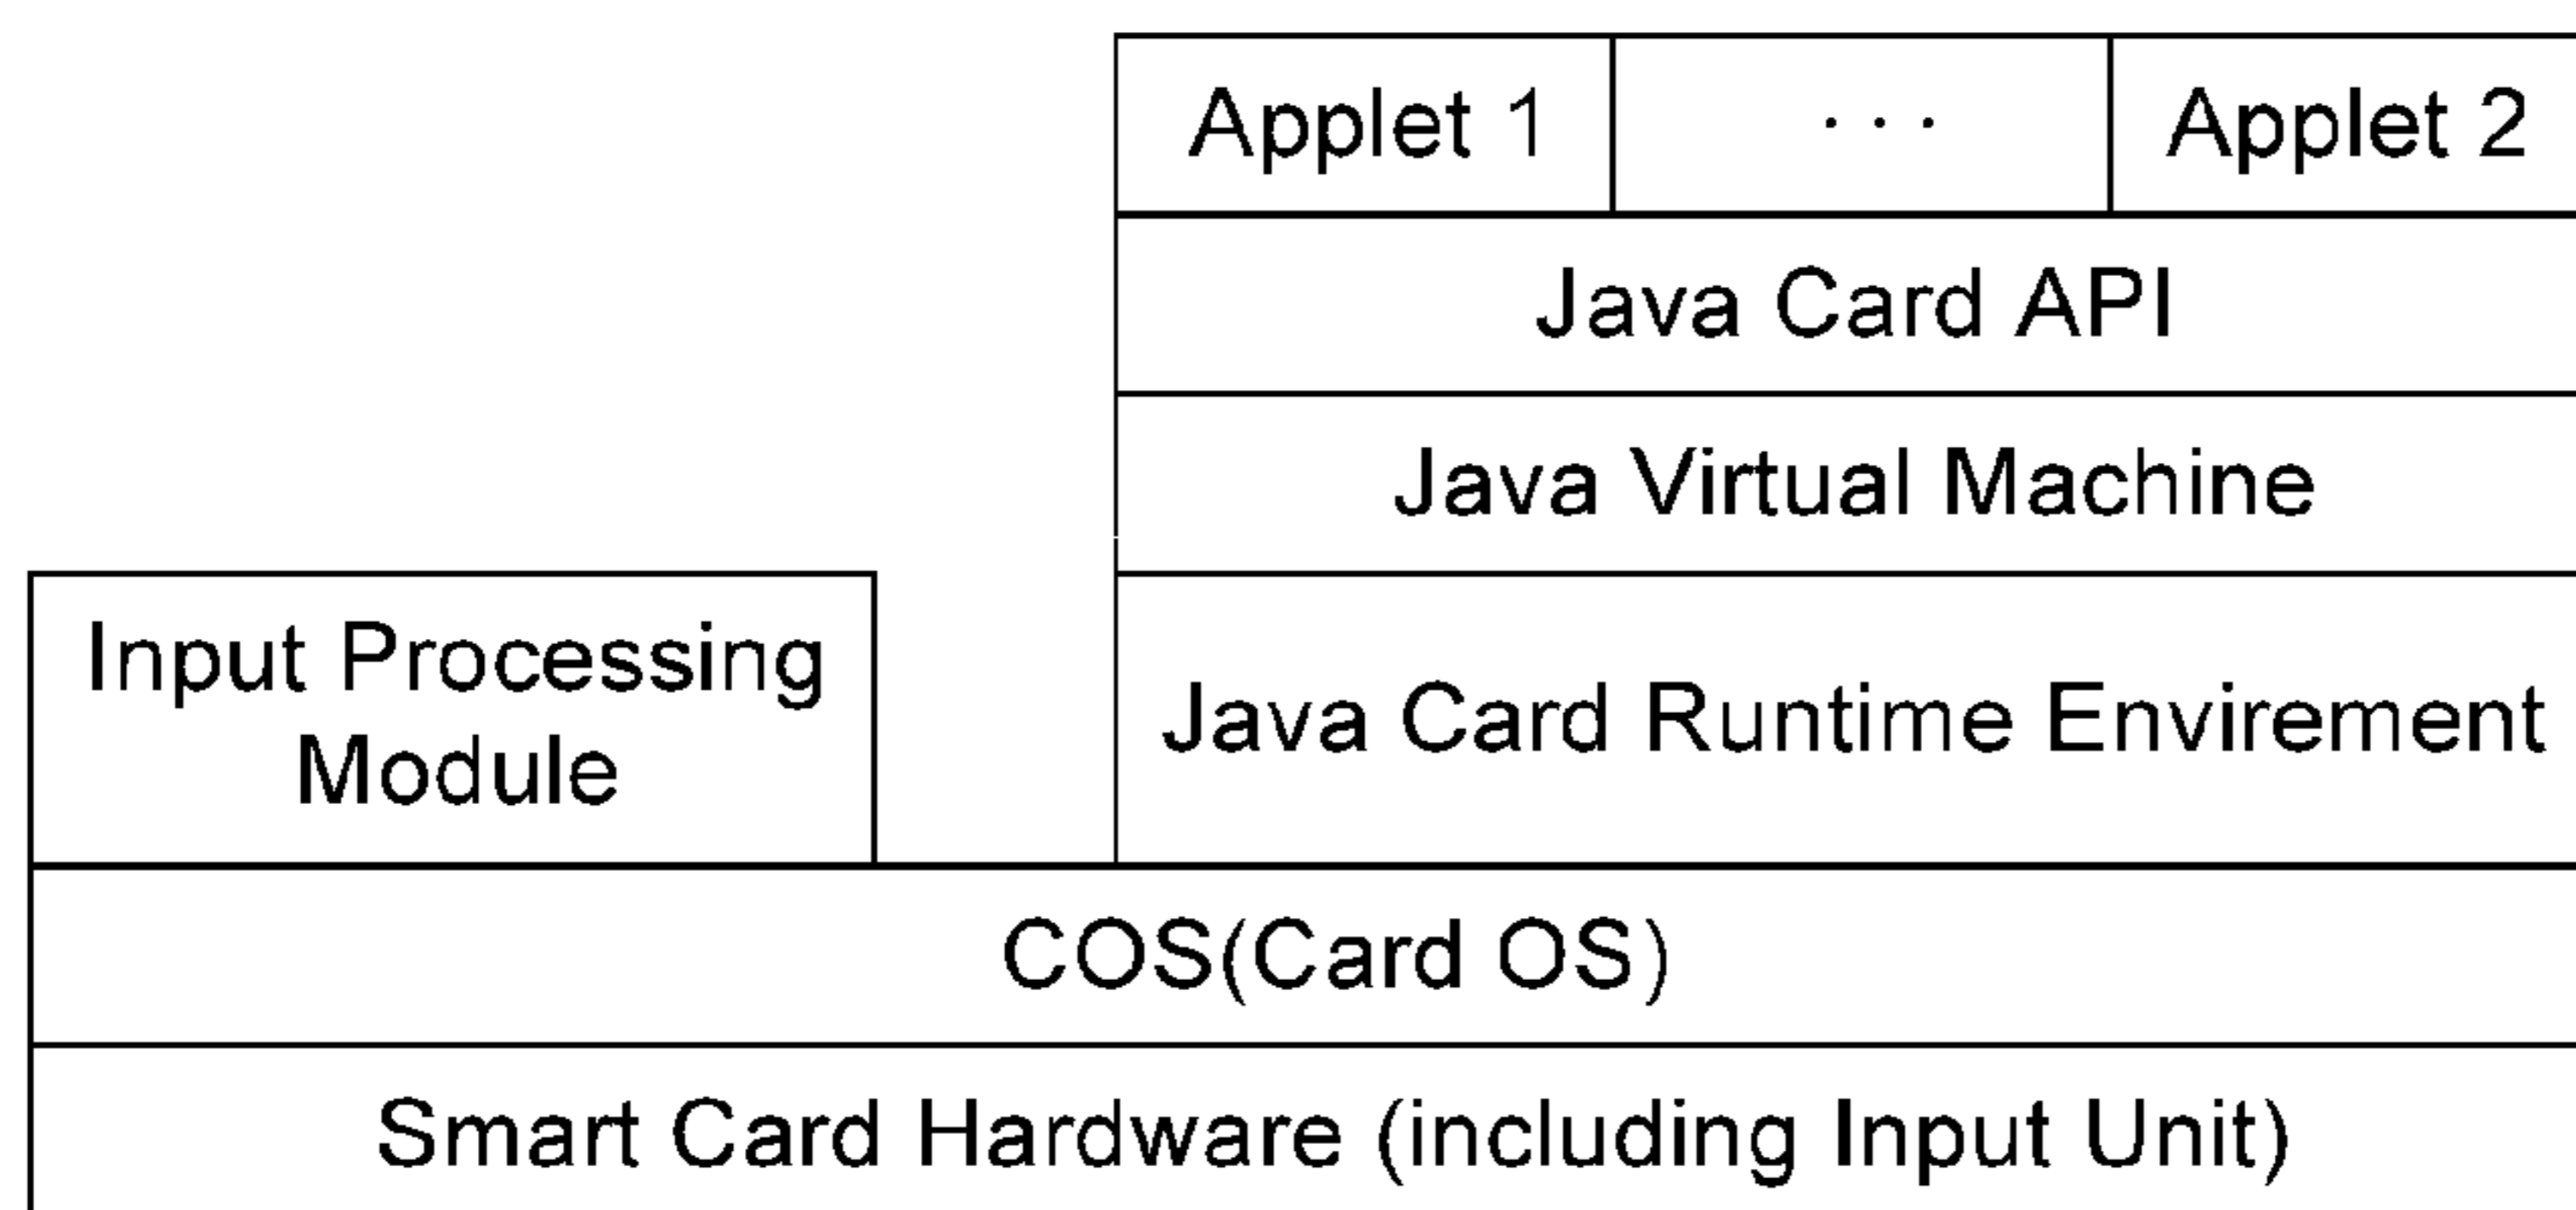 Applet 1
· · ·
Applet 2
Java Card API
Java Virtual Machine
Input Processing
Module
Java Card Runtime Envirement
COS(Card OS)
Smart Card Hardware (including Input Unit)